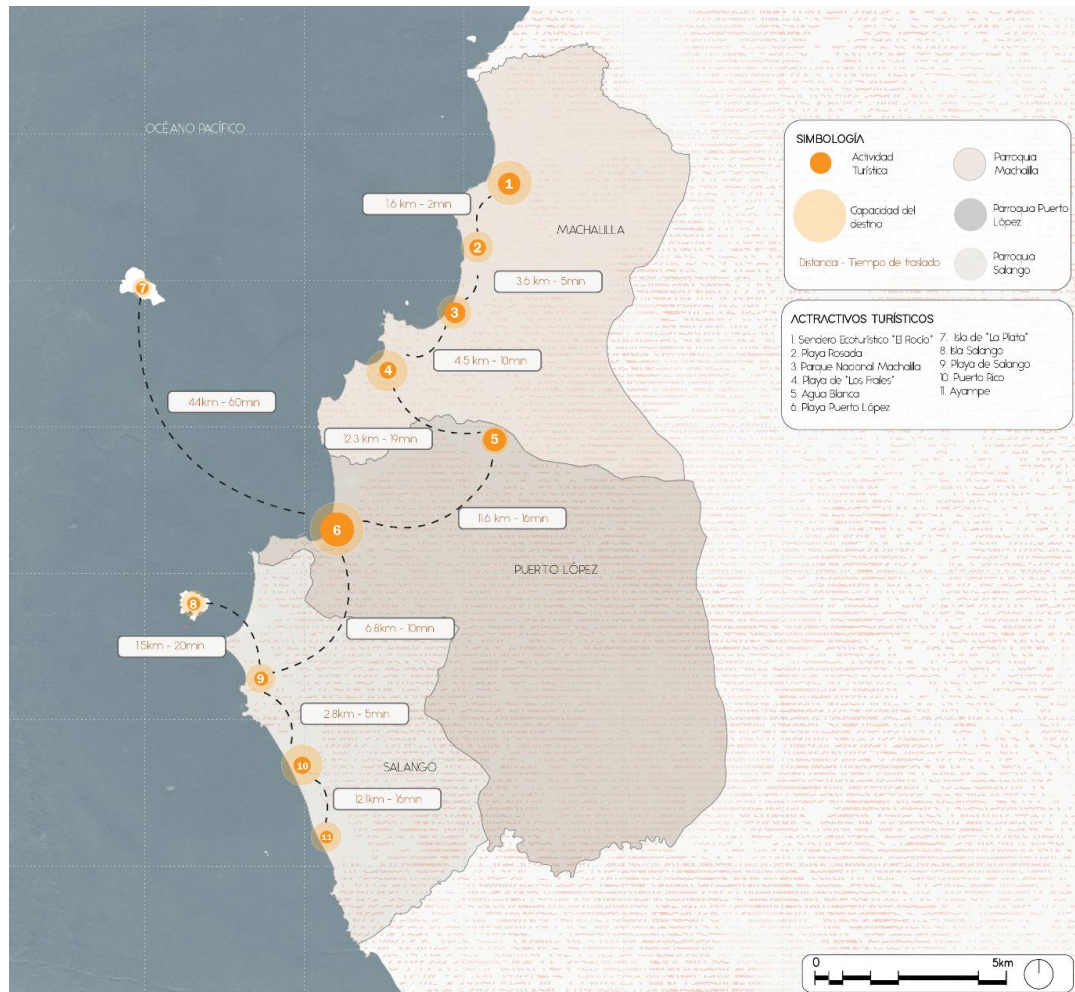 OCÉANO PACÍFICO
1
1.6 km - 2min
MACHALILLA
2
3.6 km - 5min
7
3
4.5 km - 10min
4
44km - 60min
12.3 km - 19min
5
11.6 km - 16min
6
PUERTO LÓPEZ
8
6.8km - 10min
1.5km - 20min
9
2.8km - 5min
10
SALANGO
12.1km - 16min
11
SIMBOLOGÍA
Actividad
Turística
Parroquia
Machalilla
Capacidad del
destino
Parroquia Puerto
López
Distancia - Tiempo de traslado
Parroquia
Salango
ACTRACTIVOS TURÍSTICOS
1. Sendero Ecoturístico "El Rocío"
2. Playa Rosada
3. Parque Nacional Machalilla
4. Playa de "Los Frailes"
5. Agua Blanca
6. Playa Puerto López
7. Isla de "La Plata"
8. Isla Salango
9. Playa de Salango
10. Puerto Rico
11. Ayampe
0
5km